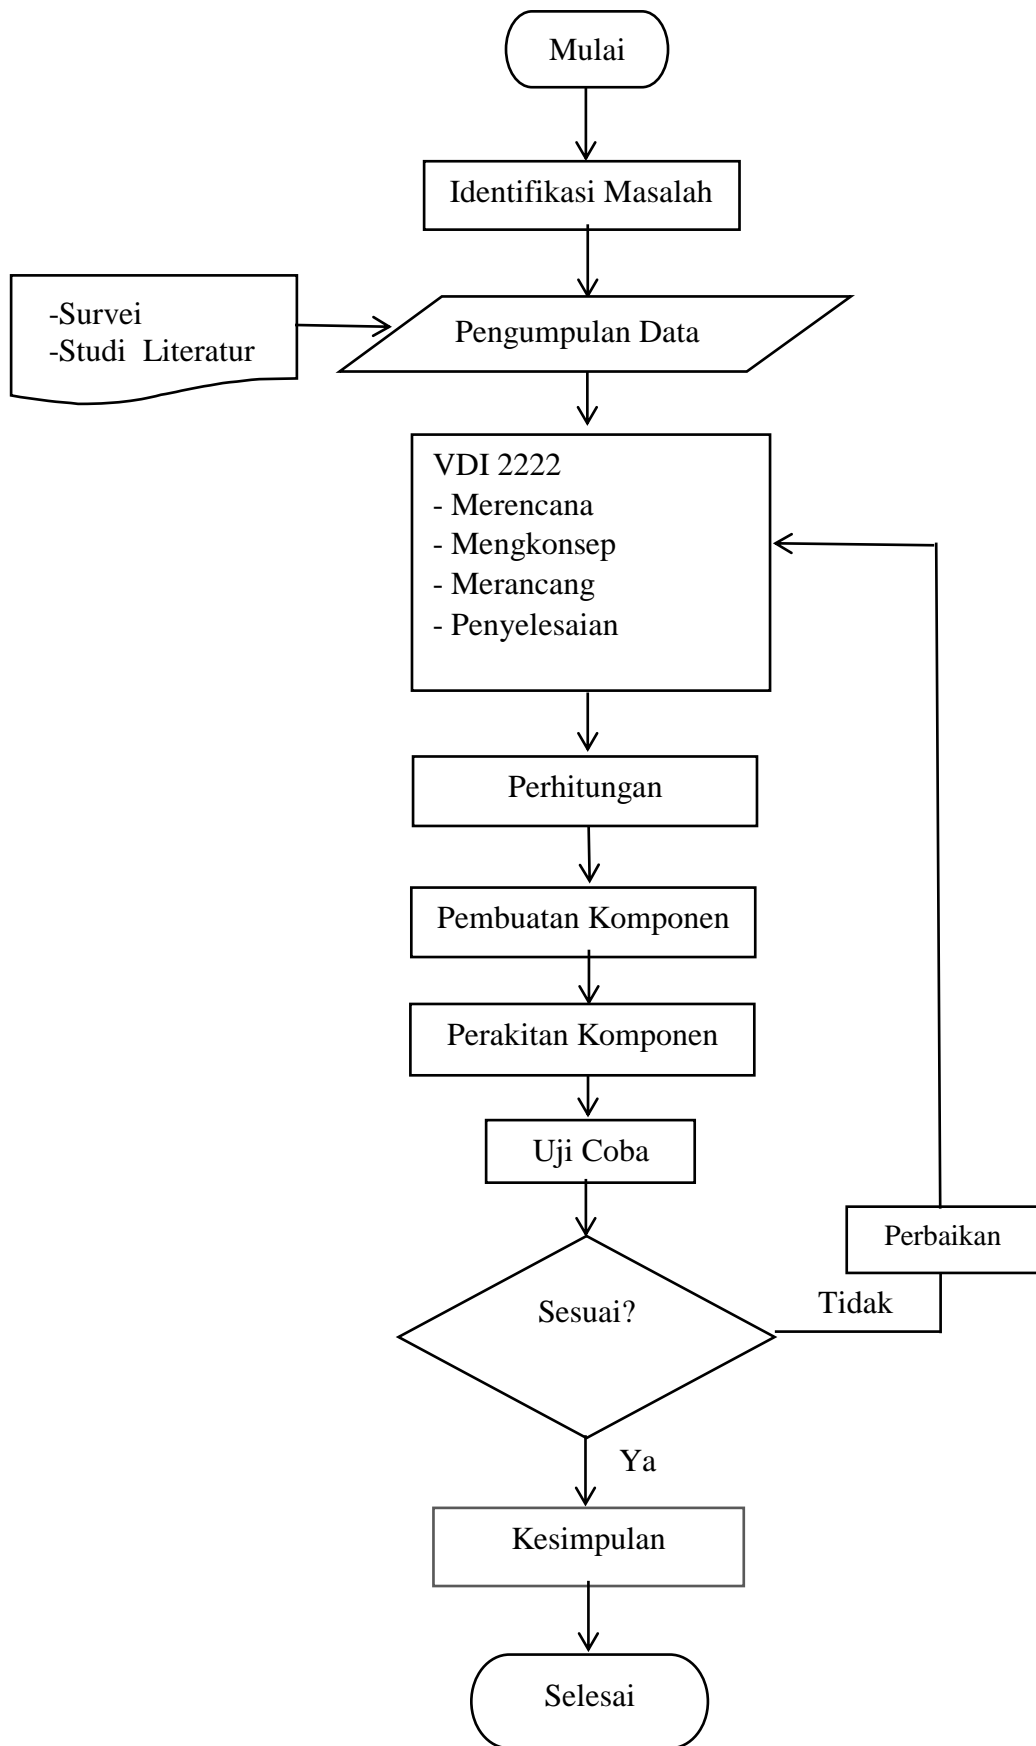 Mulai
Identifikasi Masalah
-Survei
-Studi  Literatur
Pengumpulan Data
VDI 2222
- Merencana
- Mengkonsep
- Merancang
- Penyelesaian
Perhitungan
Pembuatan Komponen
Perakitan Komponen
Uji Coba
Perbaikan
Sesuai?
Tidak
Ya
Kesimpulan
Selesai